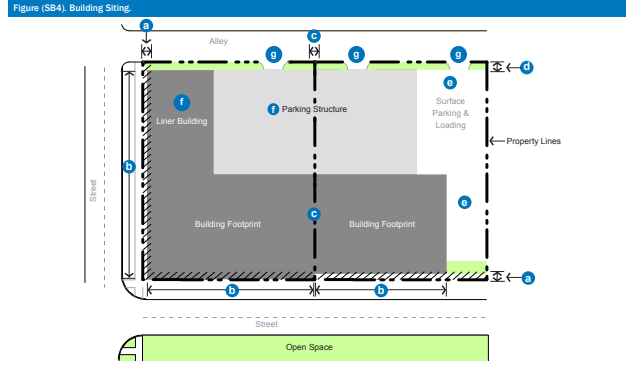 Figure (SB4). Building Siting.
a
c
Alley
g
g
g
d
e
f
Liner Building
f Parking Structure
Surface
Parking &
Loading
Property Lines
b
Street
e
c
Building Footprint
Building Footprint
a
b
b
Street
Open Space